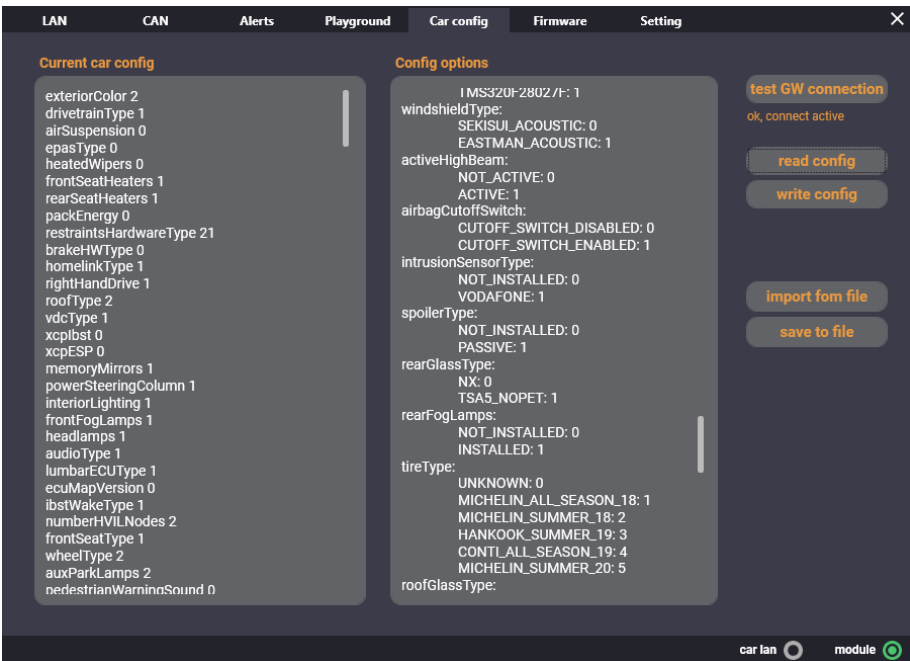 LAN CAN Alerts Playground Car config Firmware Setting
Current car config
exteriorColor 2
drivetrainType 1
airSuspension 0
epasType 0
heatedWipers 0
frontSeatHeaters 1
rearSeatHeaters 1
packEnergy 0
restraintsHardwareType 21
brakeHWType 0
homelinkType 1
rightHandDrive 1
roofType 2
vdcType 1
xcpIbst 0
xcpESP 0
memoryMirrors 1
powerSteeringColumn 1
interiorLighting 1
frontFogLamps 1
headlamps 1
audioType 1
lumbarECUType 1
ecuMapVersion 0
ibstWakeType 1
numberHVILNodes 2
frontSeatType 1
wheelType 2
auxParkLamps 2
pedestrianWarningSound 0
Config options
TMS320F28027F: 1
windshieldType:
SEKISUI_ACOUSTIC: 0
EASTMAN_ACOUSTIC: 1
activeHighBeam:
NOT_ACTIVE: 0
ACTIVE: 1
airbagCutoffSwitch:
CUTOFF_SWITCH_DISABLED: 0
CUTOFF_SWITCH_ENABLED: 1
intrusionSensorType:
NOT_INSTALLED: 0
VODAFONE: 1
spoilerType:
NOT_INSTALLED: 0
PASSIVE: 1
rearGlassType:
NX: 0
TSA5_NOPET: 1
rearFogLamps:
NOT_INSTALLED: 0
INSTALLED: 1
tireType:
UNKNOWN: 0
MICHELIN_ALL_SEASON_18: 1
MICHELIN_SUMMER_18: 2
HANKOOK_SUMMER_19: 3
CONTI_ALL_SEASON_19: 4
MICHELIN_SUMMER_20: 5
roofGlassType:
test GW connection
ok, connect active
read config
write config
import fom file
save to file
car lan module